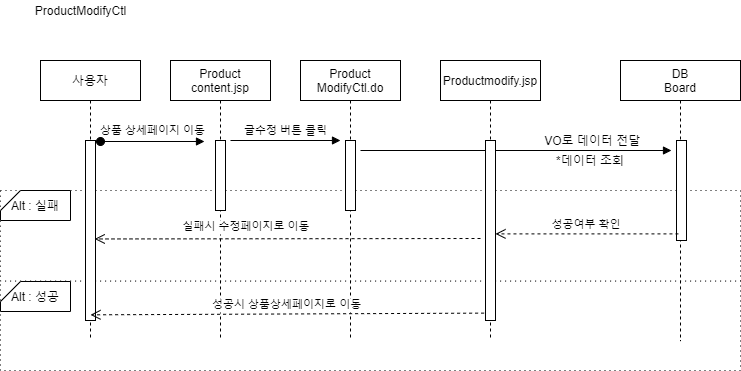 ProductModifyCtl
사용자
Product
content.jsp
Product
ModifyCtl.do
Productmodify.jsp
DB
Board
상품 상세페이지 이동
글수정 버튼 클릭
VO로 데이터 전달
*데이터 조회
Alt : 실패
실패시 수정페이지로 이동
성공여부 확인
Alt : 성공
성공시 상품상세페이지로 이동